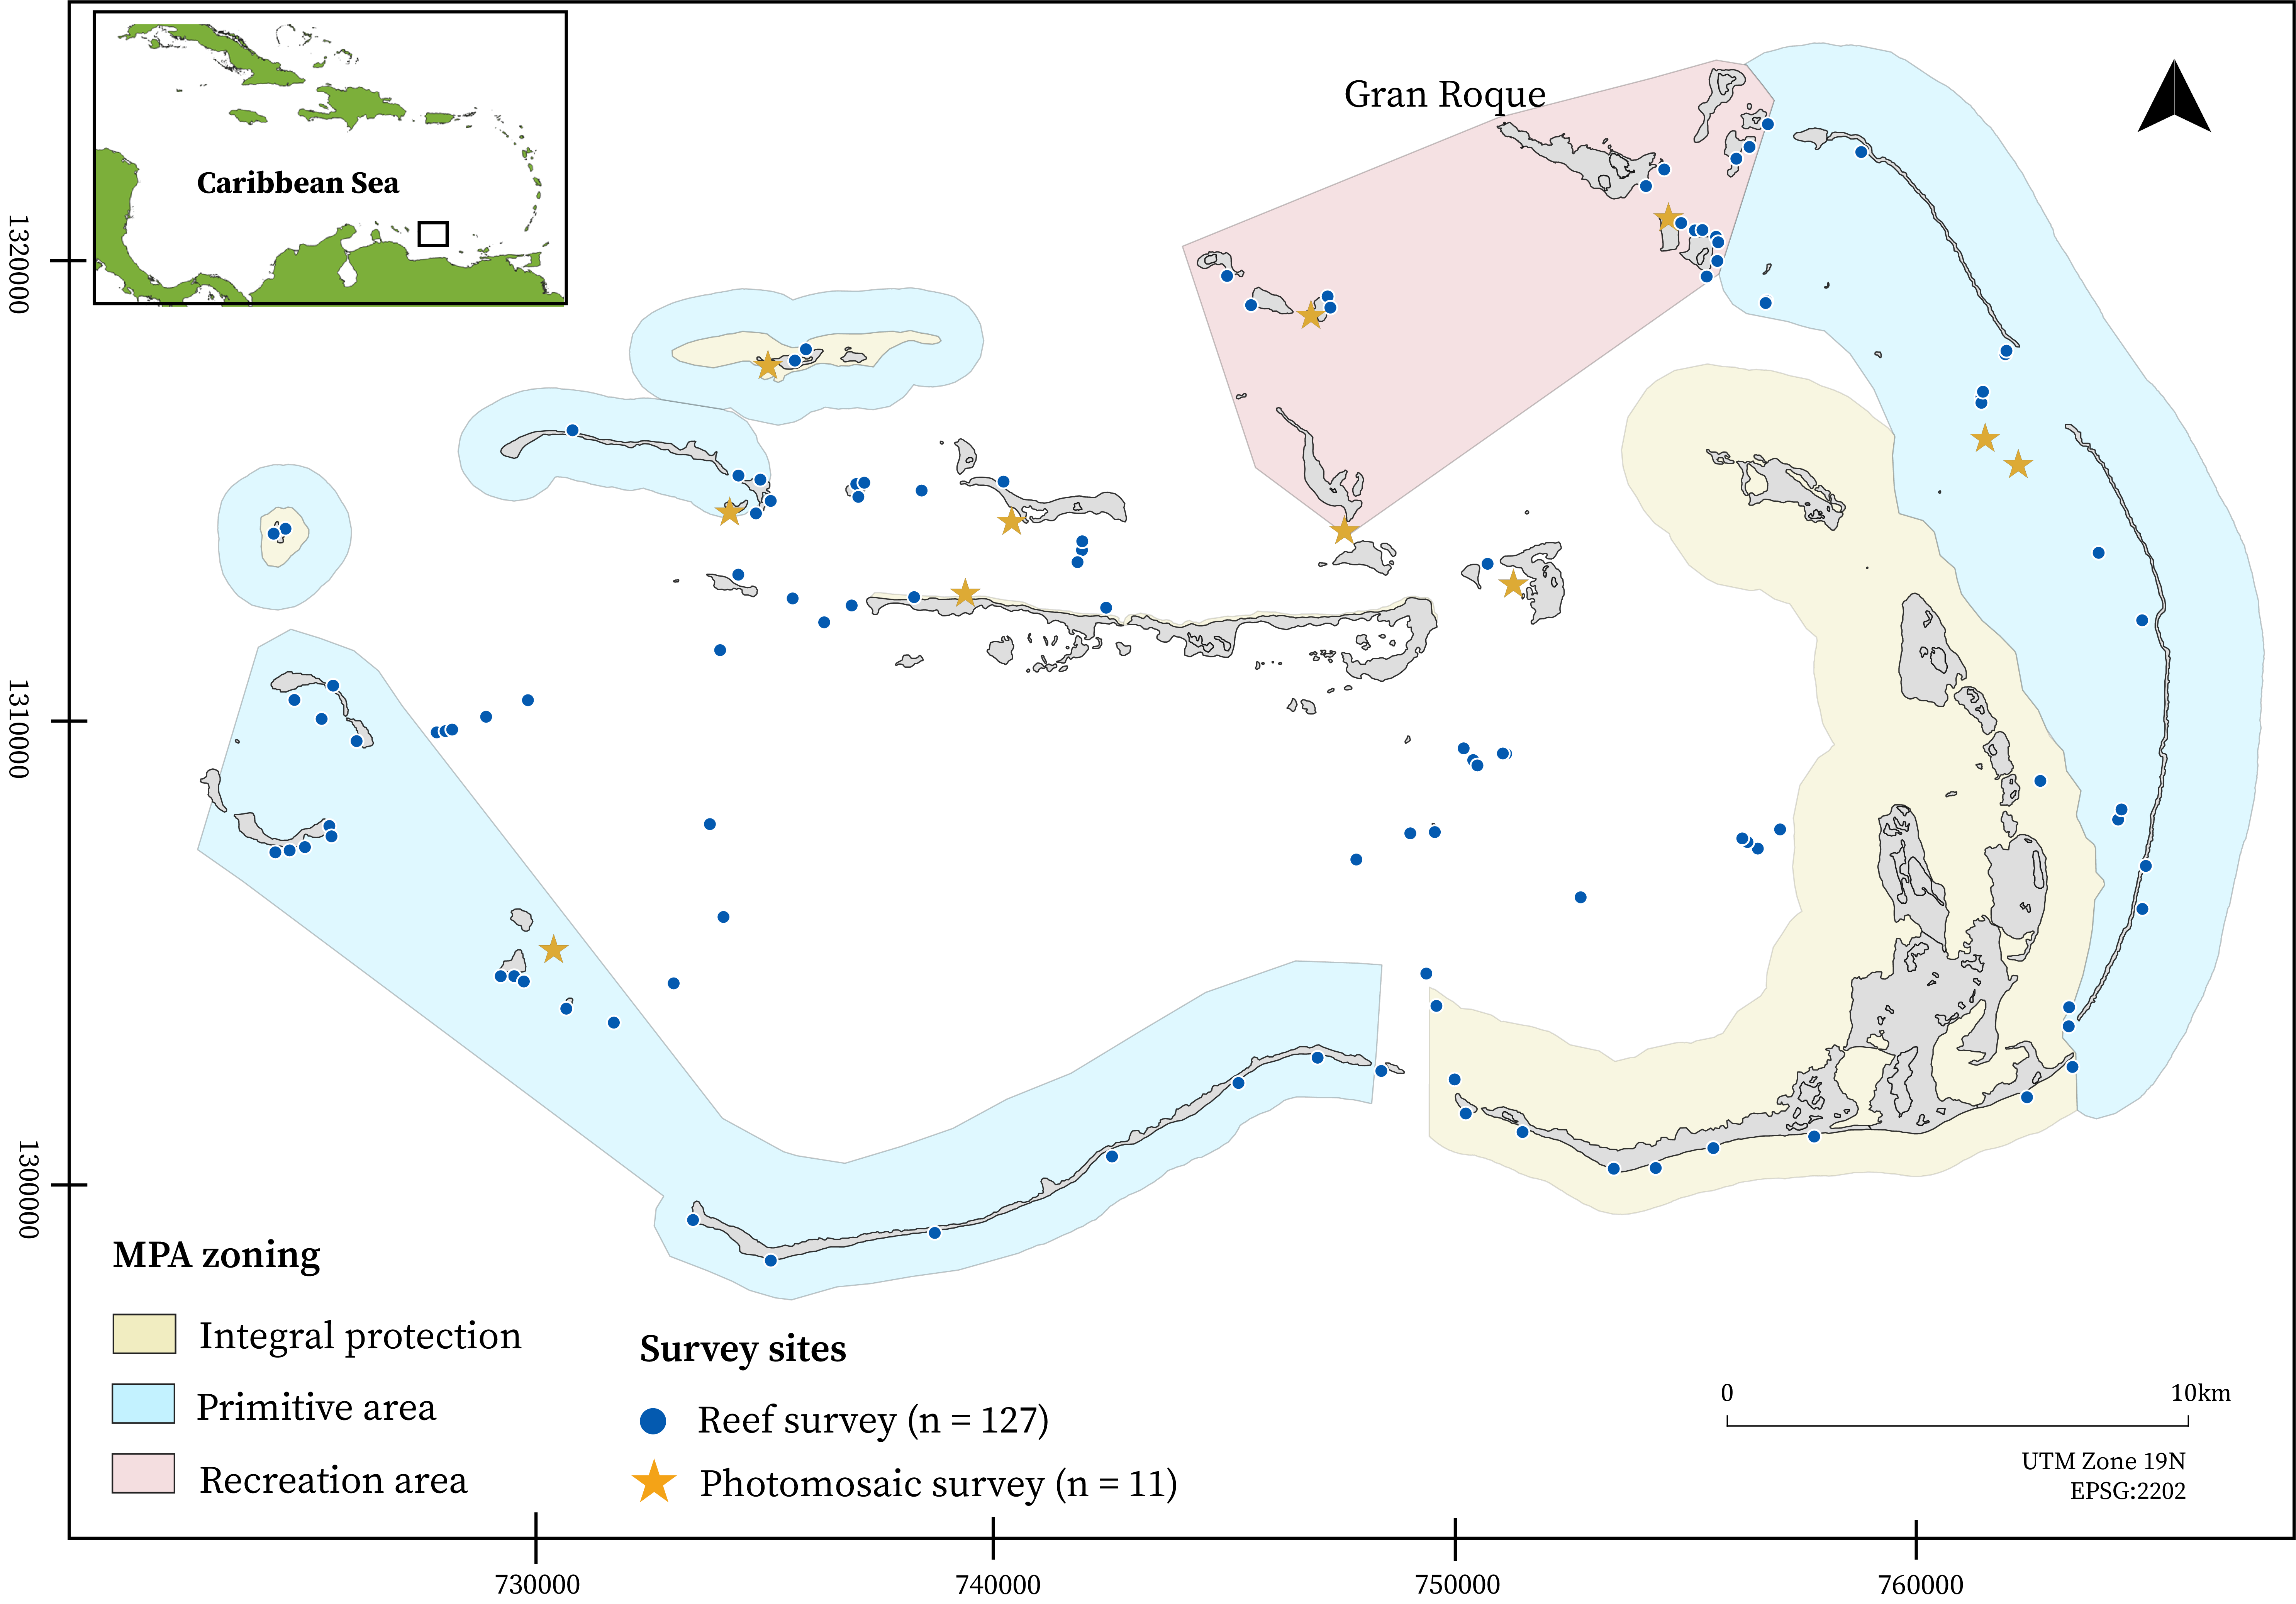 Gran Roque
Caribbean Sea
1320000
1310000
1300000
MPA zoning
Integral protection
Primitive area
Recreation area
Survey sites
Reef survey (n = 127)
Photomosaic survey (n = 11)
0 10km
UTM Zone 19N
EPSG:2202
730000 740000 750000 760000